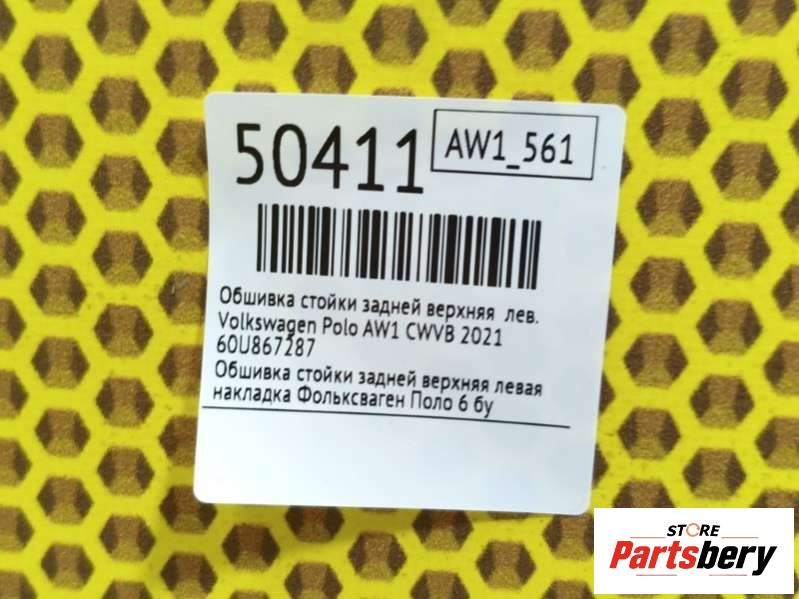 50411
AW1_561
Обшивка стойки задней верхняя лев.
Volkswagen Polo AW1 CWVB 2021
60U867287
Обшивка стойки задней верхняя левая
накладка Фольксваген Поло 6 бу
STORE
Partsbery